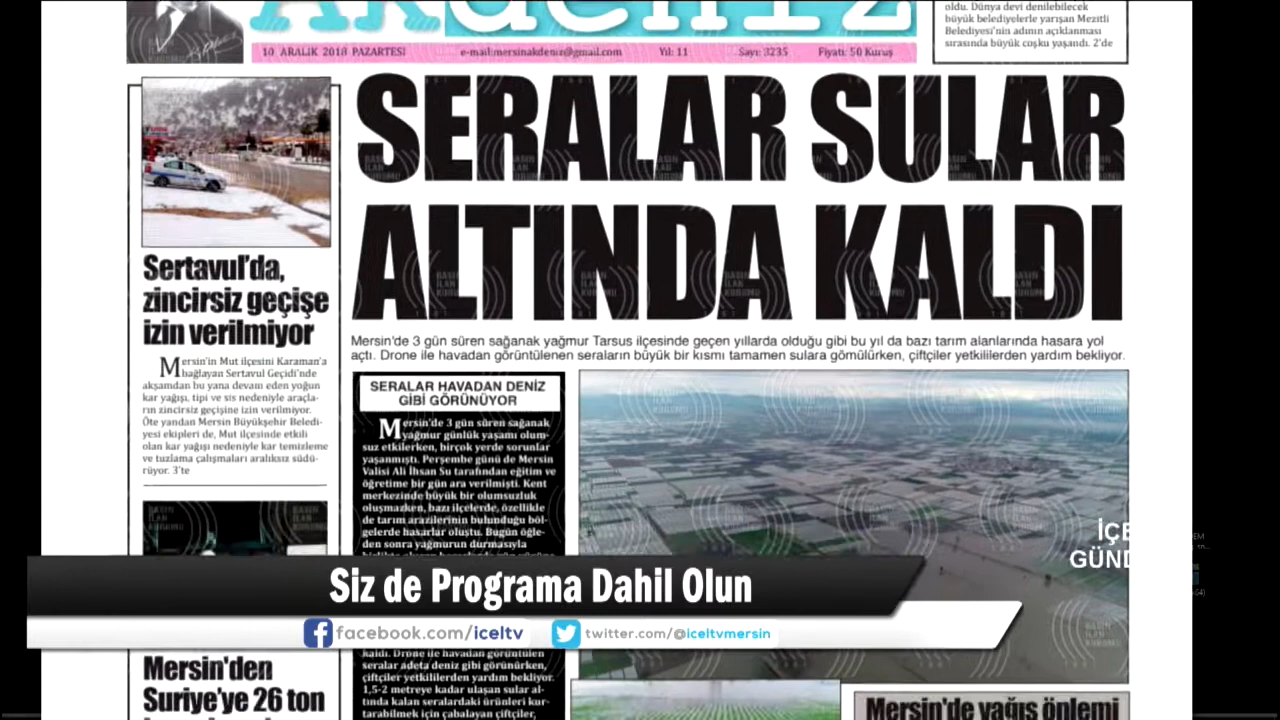 Akdeniz
10 ARALIK 2018 PAZARTESI
e-mail:mersinakdeniz@gmail.com
Yıl: 11
Sayı: 3235
Fiyatı: 50 Kuruş
oldu. Dünya devi denilebilecek
büyük belediyelerle yarışan Mezitli
Belediyesi'nin adının açıklanması
sırasında büyük coşku yaşandı. 2'de
SERALAR SULAR
ALTINDA KALDI
Mersin'de 3 gün süren sağanak yağmur Tarsus ilçesinde geçen yıllarda olduğu gibi bu yıl da bazı tarım alanlarında hasara yol
açtı. Drone ile havadan görüntülenen seraların büyük bir kısmı tamamen sulara gömülürken, çiftçiler yetkililerden yardım bekliyor.
Sertavul'da,
zincirsiz geçişe
izin verilmiyor
Mersin'in Mut ilçesini Karaman'a
bağlayan Sertavul Geçidi'nde
akşamdan bu yana devam eden yoğun
kar yağışı, tipi ve sis nedeniyle araçla-
rın zincirsiz geçişine izin verilmiyor.
Öte yandan Mersin Büyükşehir Beledi-
yesi ekipleri de, Mut ilçesinde etkili
olan kar yağışı nedeniyle kar temizleme
ve tuzlama çalışmaları aralıksız südü-
rüyor. 3'te
SERALAR HAVADAN DENİZ
GİBİ GÖRÜNÜYOR
Mersin'de 3 gün süren sağanak
yağmur günlük yaşamı olum-
suz etkilerken, birçok yerde sorunlar
yaşanmıştı. Perşembe günü de Mersin
Valisi Ali İhsan Su tarafından eğitim ve
öğretime bir gün ara verilmişti. Kent
merkezinde büyük bir olumsuzluk
oluşmazken, bazı ilçelerde, özellikle
de tarım arazilerinin bulunduğu böl-
gelerde hasarlar oluştu. Bugün öğle-
den sonra yağmurun durmasıyla
İÇE
GÜND
Siz de Programa Dahil Olun
facebook.com/iceltv
twitter.com/@iceltvmersin
kaldı. Drone ile havadan görüntülen
seralar adeta deniz gibi görünürken,
çiftçiler yetkililerden yardım bekliyor.
1,5-2 metreye kadar ulaşan sular al-
tında kalan seralardaki ürünleri kur-
tarabilmek için çabalayan çiftçiler,
Mersin'den
Suriye'ye 26 ton
Mersin'de yağış önlemi